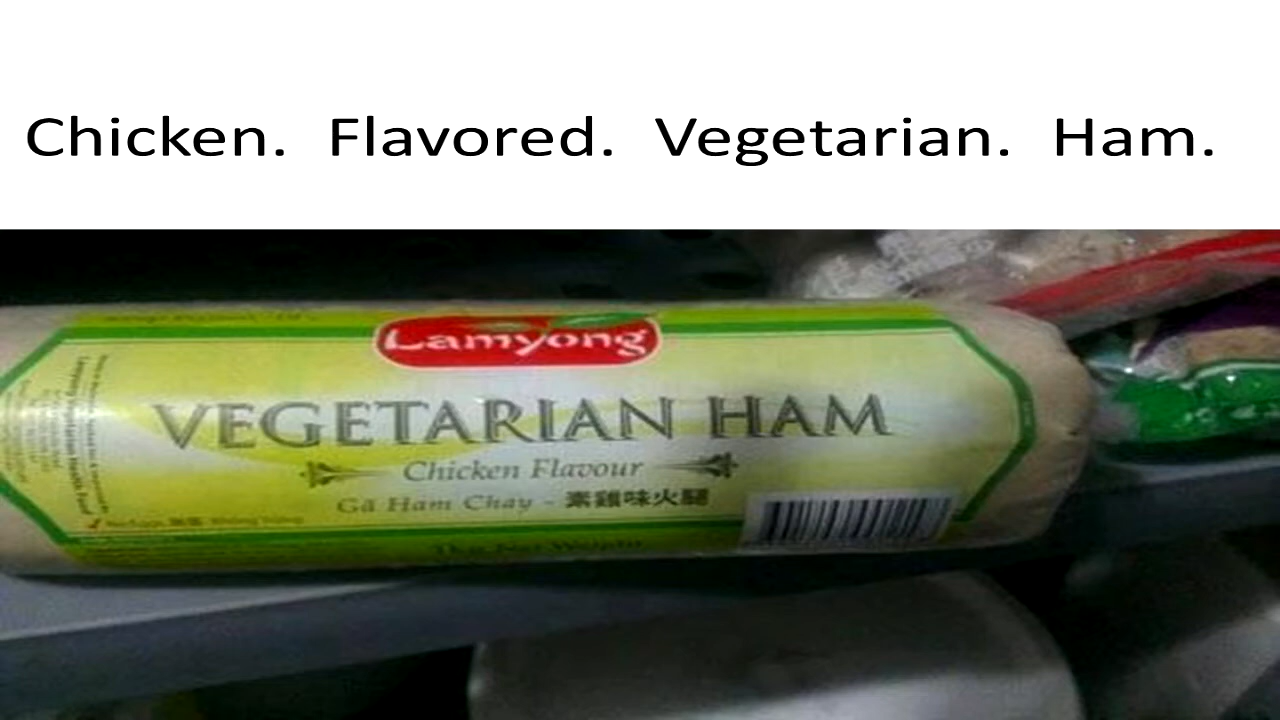 Chicken. Flavored. Vegetarian. Ham.
Lamyong
VEGETARIAN HAM
Chicken Flavour
Gà Ham Chay - 素雞味火腿